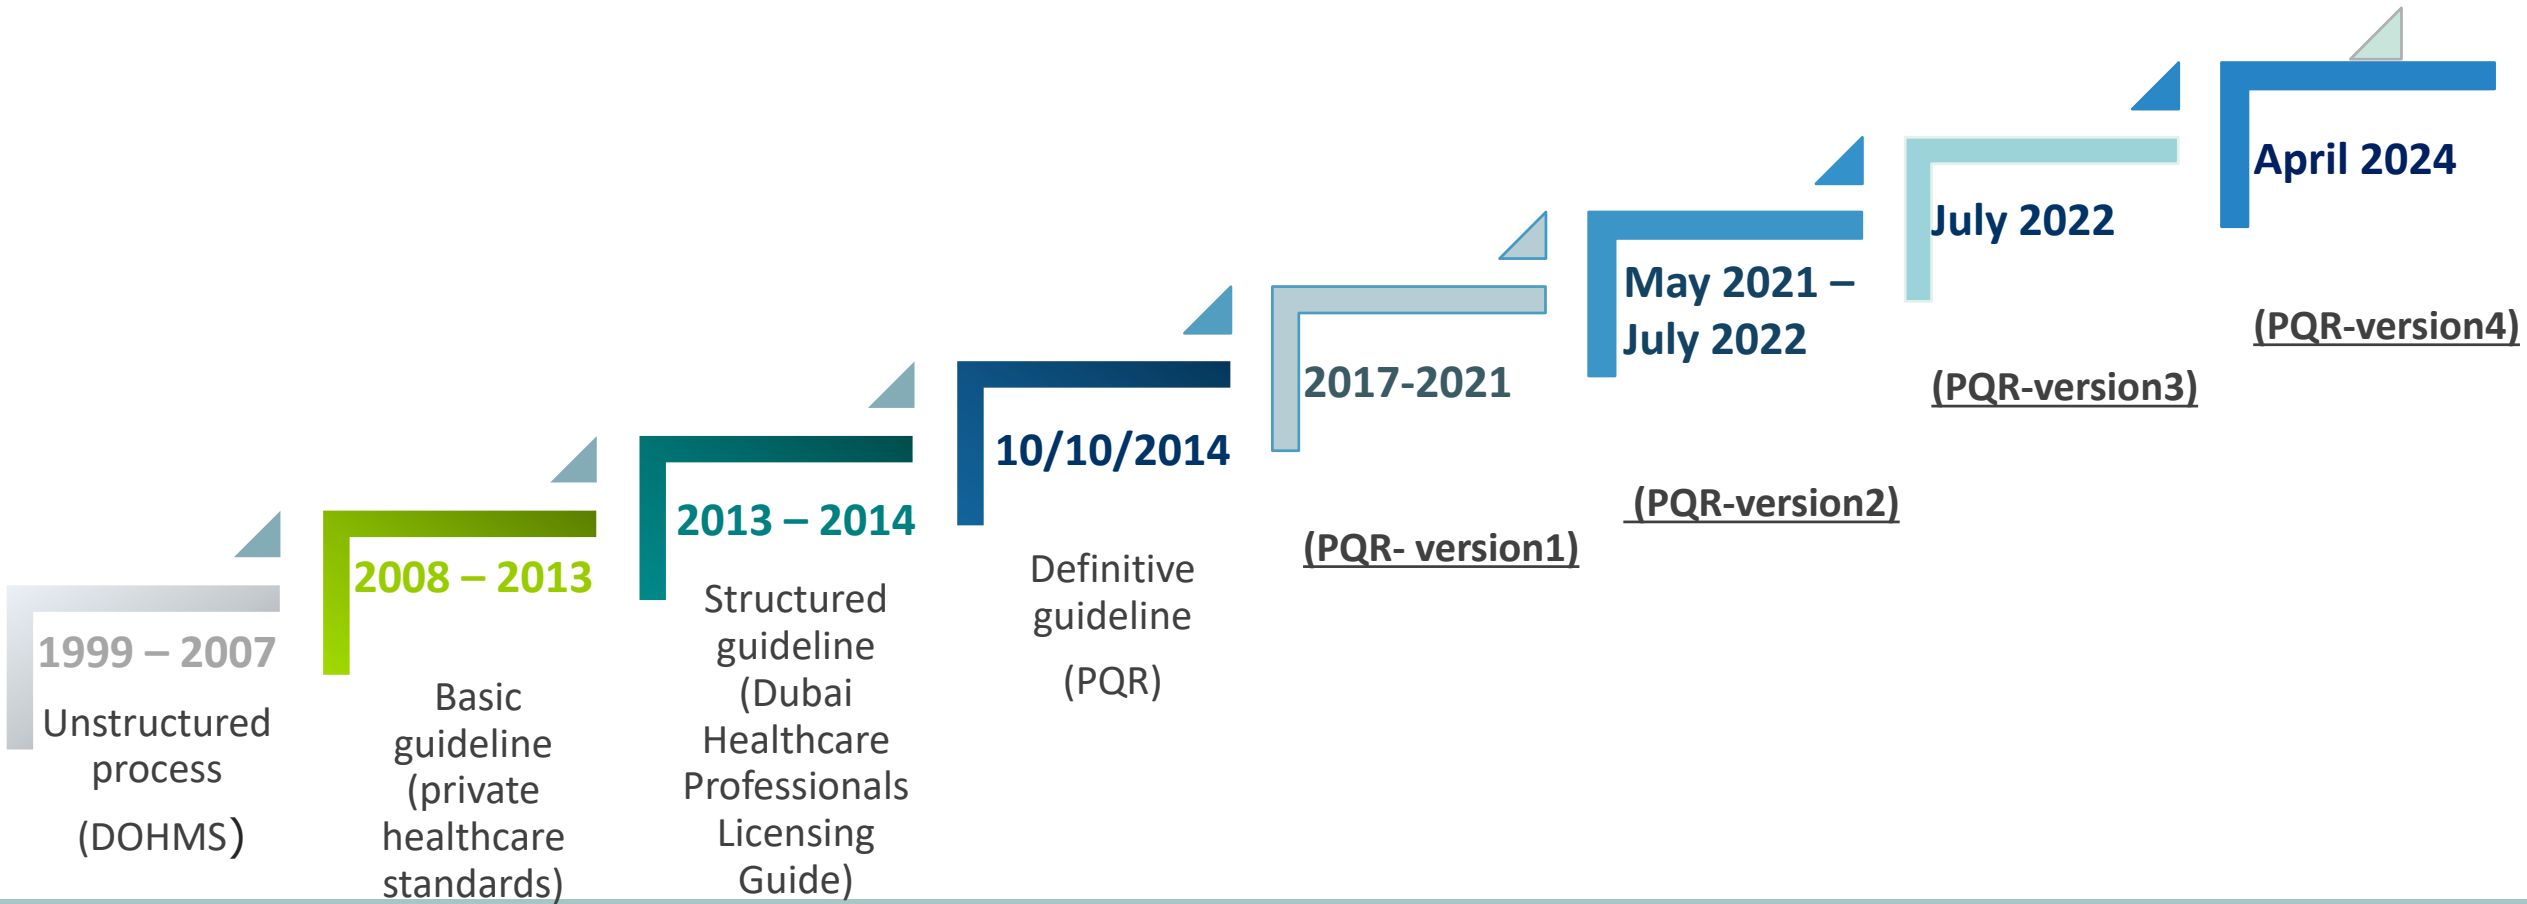 1999 – 2007
Unstructured
process
(DOHMS)
2008 – 2013
Basic
guideline
(private
healthcare
standards)
2013 – 2014
Structured
guideline
(Dubai
Healthcare
Professionals
Licensing
Guide)
10/10/2014
Definitive
guideline
(PQR)
2017-2021
(PQR- version1)
May 2021 –
July 2022
(PQR-version2)
July 2022
(PQR-version3)
April 2024
(PQR-version4)